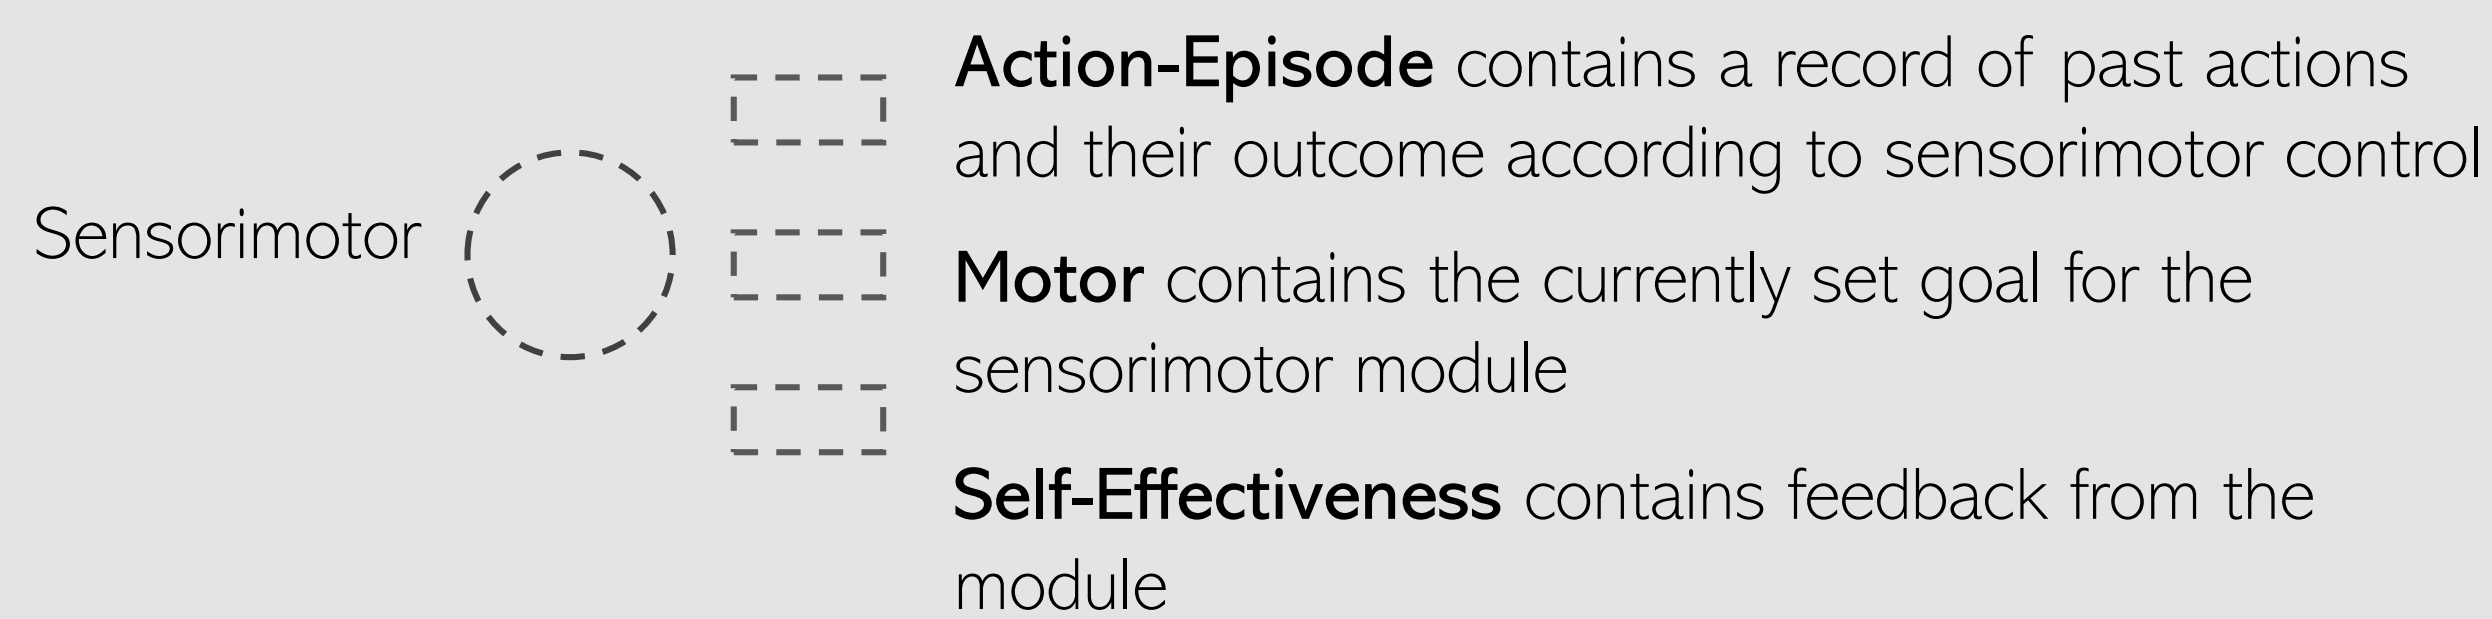 Sensorimotor
Action-Episode contains a record of past actions
and their outcome according to sensorimotor control
Motor contains the currently set goal for the
sensorimotor module
Self-Effectiveness contains feedback from the
module